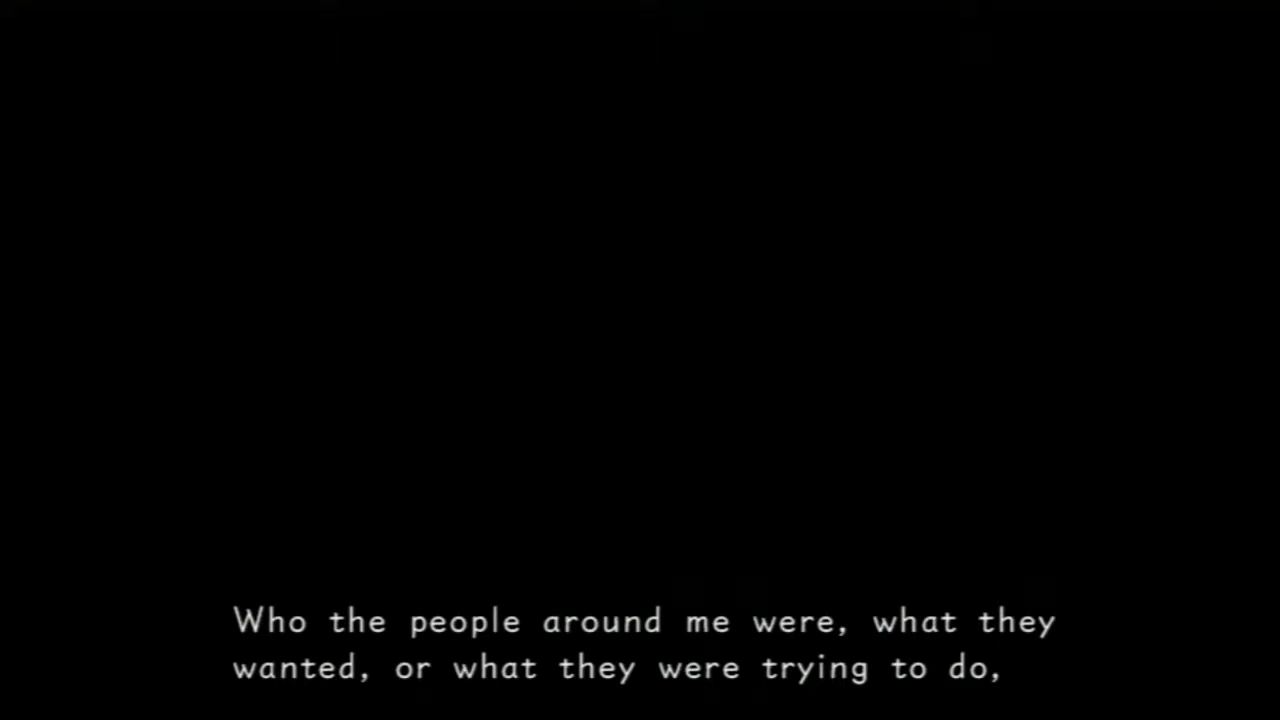 Who the people around me were, what they
wanted, or what they were trying to do,